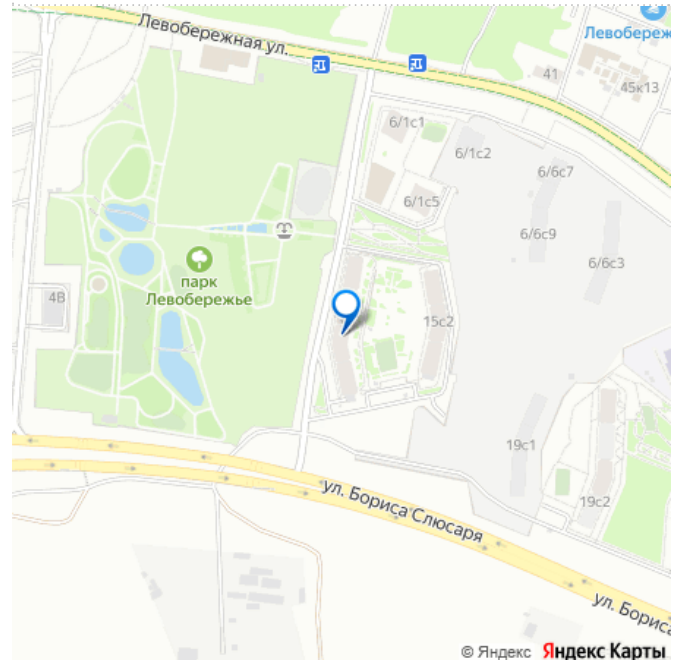 Левобережная ул.
Левобереж
41
45к13
6/1с1
6/1с2
6/6с7
6/1с5
6/6с9
6/6с3
парк
Левобережье
4В
15с2
19с1
19с2
ул. Бориса Слюсаря
ул. Бориса
© Яндекс Яндекс Карты